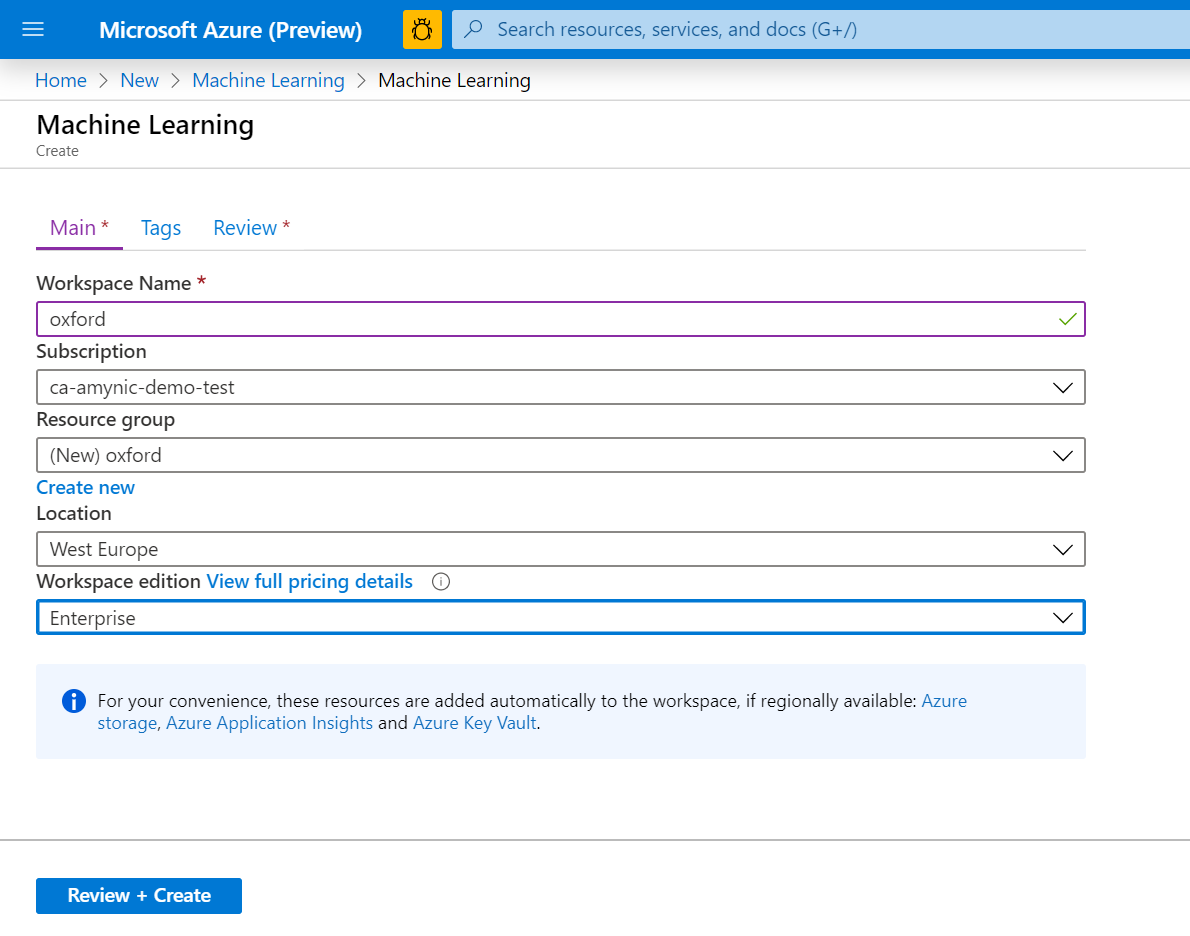 Microsoft Azure (Preview)
Search resources, services, and docs (G+/)
Home > New > Machine Learning > Machine Learning
Machine Learning
Create
Main * Tags Review *
Workspace Name *
oxford
Subscription
ca-amynic-demo-test
Resource group
(New) oxford
Create new
Location
West Europe
Workspace edition View full pricing details
Enterprise
For your convenience, these resources are added automatically to the workspace, if regionally available: Azure
storage, Azure Application Insights and Azure Key Vault.
Review + Create